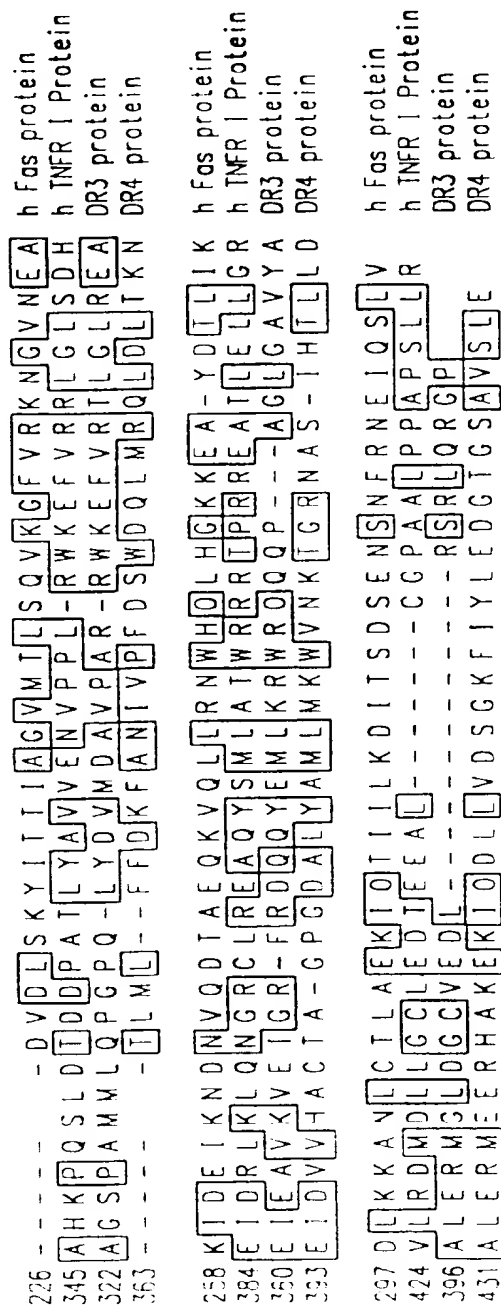 226 - - - - - - - - - - D V D L S K Y I T T I A G V M T L S Q V K G F V R K N G V N E A h Fas protein
345 A H K P Q S L D T D D P A T L Y A V V E N V P P L - R W K E F V R R L G L S D H h TNFR I Protein
322 A G S P A M M L Q P G P Q - L Y D V M D A V P A R - R W K E F V R T L G L R E A DR3 protein
363 - - - - - - - - T L M L - - F F D K F A N I V P F D S W D Q L M R Q L D L T K N DR4 protein
258 K I D E I K N D N V Q D T A E Q K V Q L L R N W H Q L H G K K E A - Y D T L I K h Fas protein
384 E I D R L K L Q N G R C L R E A Q Y S M L A T W R R R T P R R E A T L E L L G R h TNFR I Protein
360 E I E A V K V E I G R - F R D Q Q Y E M L K R W R Q Q Q P - - - A G L G A V Y A DR3 protein
393 E I D V V H A C T A - G P G D A L Y A M L M K W V N K T G R N A S - I H T L L D DR4 protein
297 D L K K A N L C T L A E K I Q T I I L K D I T S D S E N S N F R N E I Q S L V h Fas protein
424 V L R D M D L L G C L E D I E E A L - - - - - - - - C G P A A L P P A P S L L R h TNFR I Protein
396 A L E R M G L D G C V E D L - - - - - - - - - - - R S R L Q R G P DR3 protein
431 A L E R M E E R H A K E K I Q D L L V D S G K F I Y L E D G T G S A V S L E DR4 protein